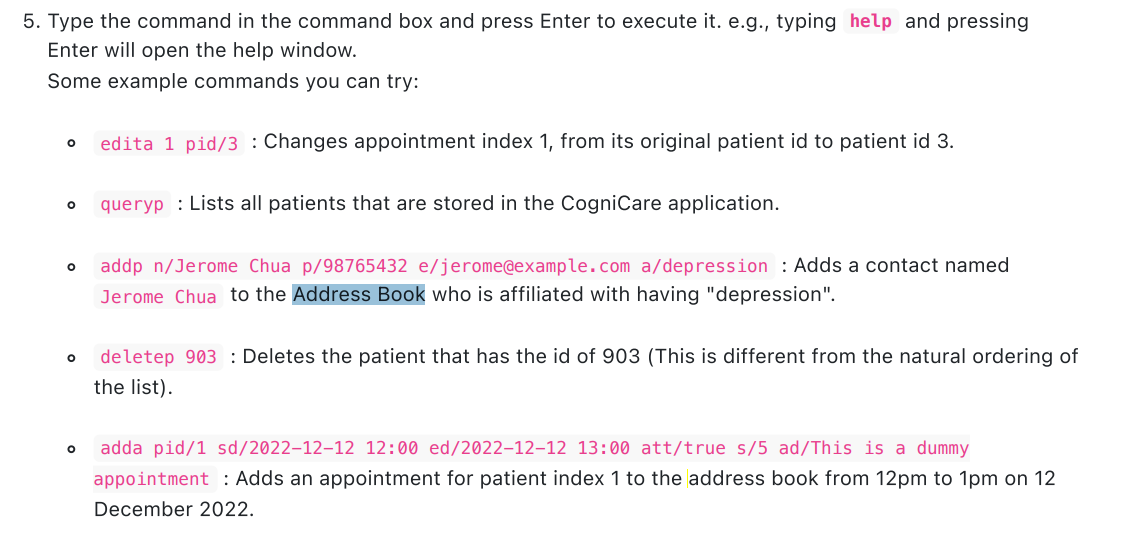 5. Type the command in the command box and press Enter to execute it. e.g., typing help and pressing
Enter will open the help window.
Some example commands you can try:
edita 1 pid/3 : Changes appointment index 1, from its original patient id to patient id 3.
queryp : Lists all patients that are stored in the CogniCare application.
addp n/Jerome Chua p/98765432 e/jerome@example.com a/depression : Adds a contact named
Jerome Chua to the Address Book who is affiliated with having "depression".
deletep 903 : Deletes the patient that has the id of 903 (This is different from the natural ordering of
the list).
adda pid/1 sd/2022-12-12 12:00 ed/2022-12-12 13:00 att/true s/5 ad/This is a dummy
appointment : Adds an appointment for patient index 1 to the address book from 12pm to 1pm on 12
December 2022.